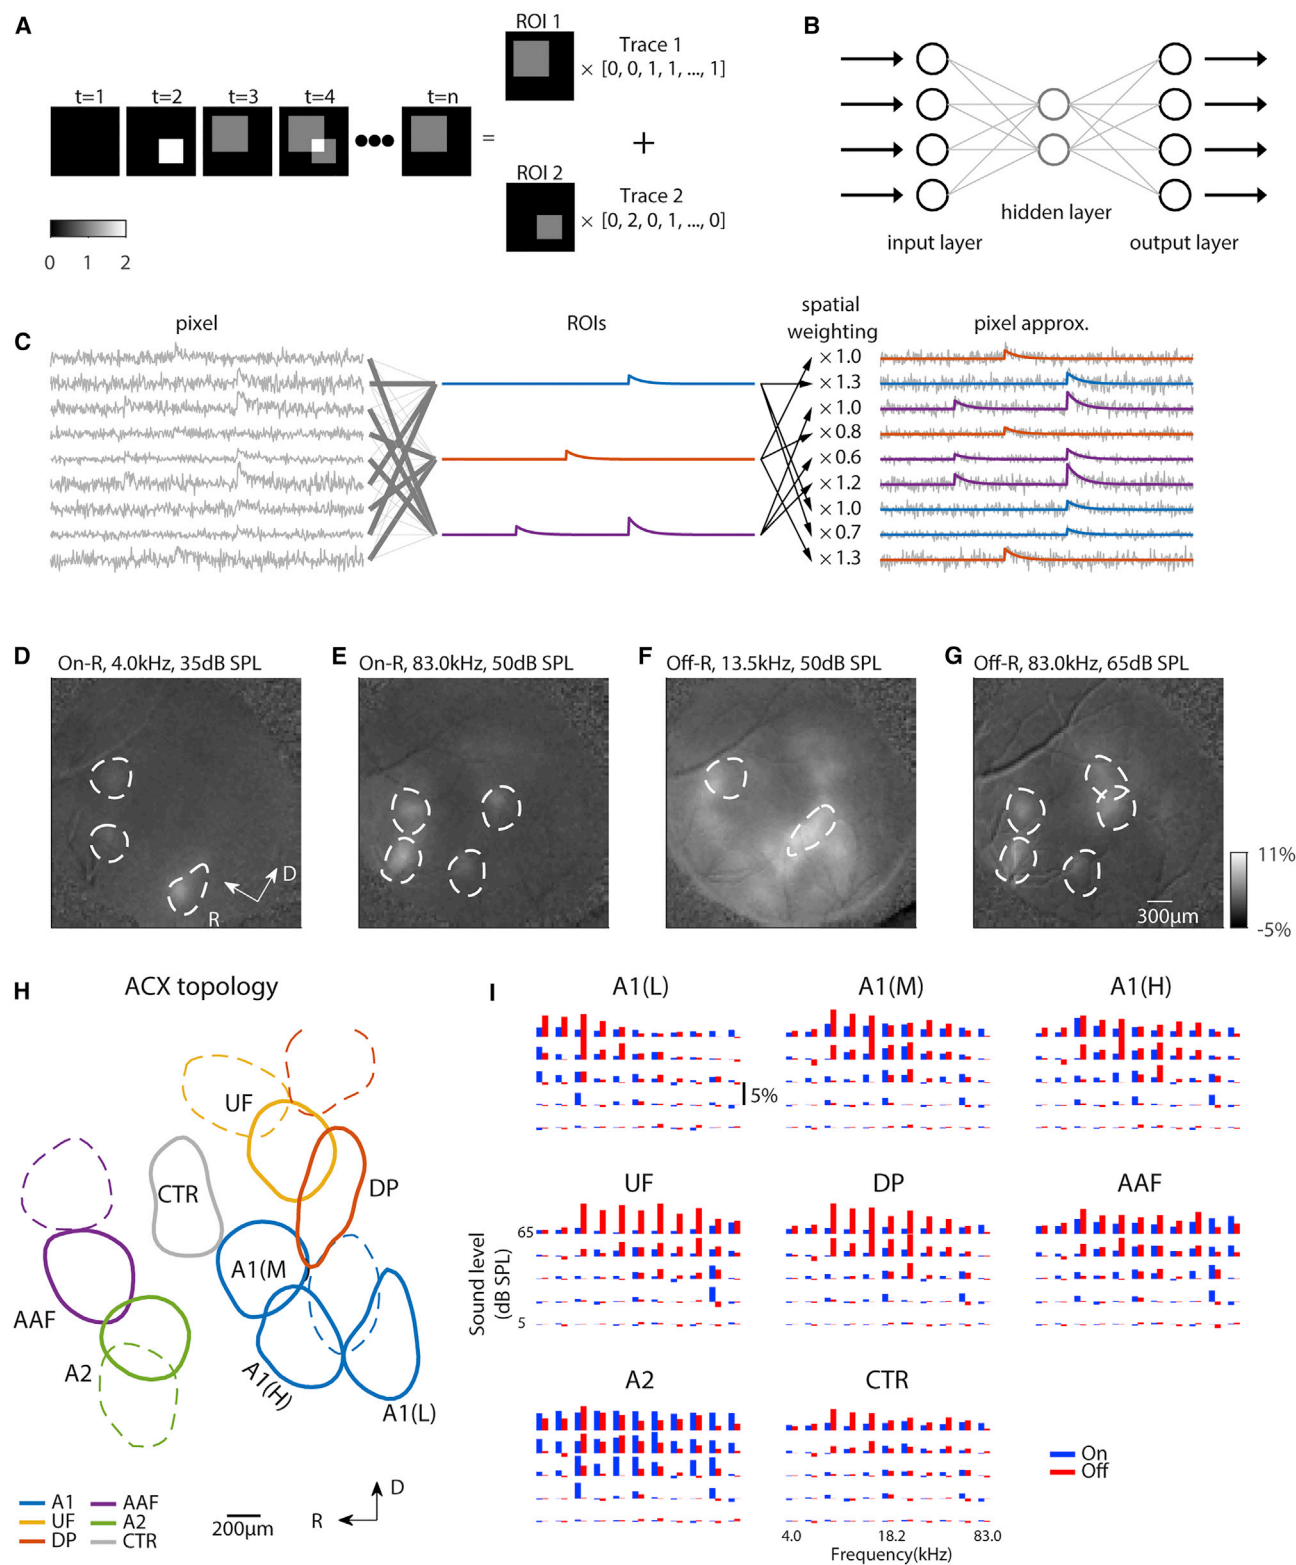 A
t=1
t=2
t=3
t=4
t=n
=
ROI 1
× [0, 0, 1, 1, ..., 1]
Trace 1
+
ROI 2
× [0, 2, 0, 1, ..., 0]
Trace 2
0 1 2
B
input layer
hidden layer
output layer
C
pixel
ROIs
spatial
weighting
pixel approx.
×1.0
×1.3
×1.0
×0.8
×0.6
×1.2
×1.0
×0.7
×1.3
D
On-R, 4.0kHz, 35dB SPL
D
R
E
On-R, 83.0kHz, 50dB SPL
F
Off-R, 13.5kHz, 50dB SPL
G
Off-R, 83.0kHz, 65dB SPL
300µm
11%
-5%
H
ACX topology
UF
CTR
DP
A1(M
AAF
A2
A1(H)
A1(L)
A1
UF
DP
AAF
A2
CTR
200µm
R
D
I
A1(L)
A1(M)
A1(H)
5%
UF
DP
AAF
65
5
Sound level
(dB SPL)
A2
CTR
4.0 18.2 83.0
Frequency(kHz)
On
Off